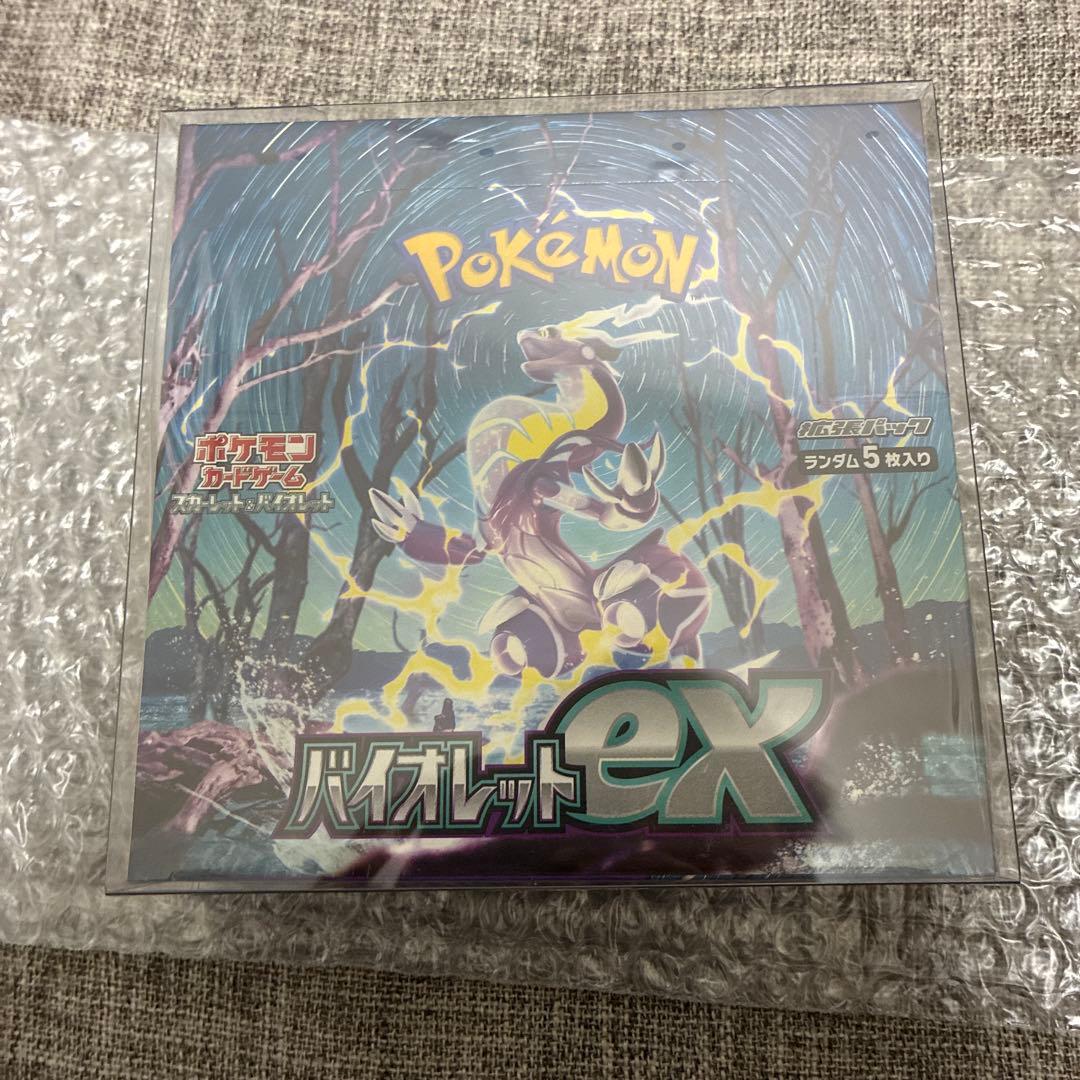 POKéMON
ポケモン
カードゲーム
スカーレット&バイオレット
拡張パック
ランダム5枚入り
バイオレットex